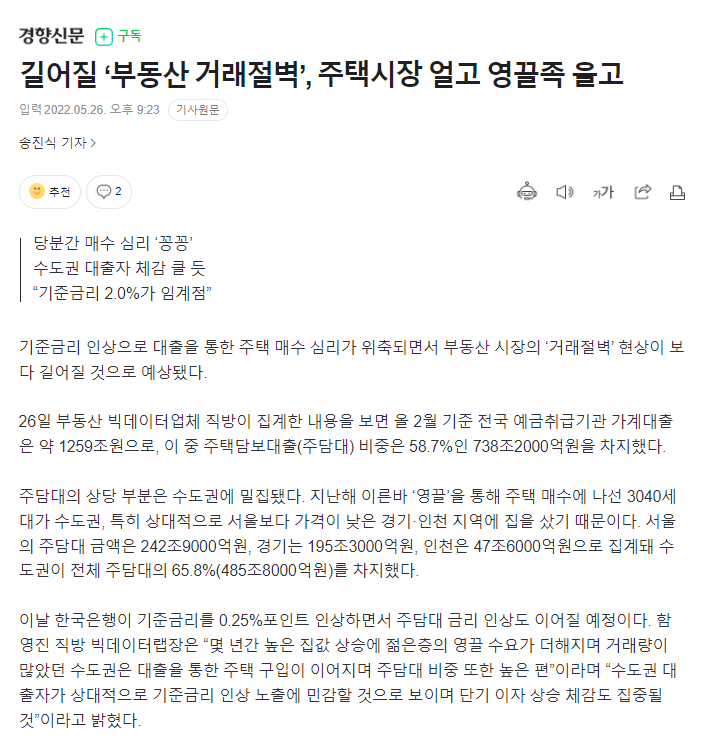 경향신문 구독
길어질 ‘부동산 거래절벽’, 주택시장 얼고 영끌족 울고
입력 2022.05.26. 오후 9:23 기사원문
송진식 기자 >
추천 2 가가
당분간 매수 심리 ‘꽁꽁’
수도권 대출자 체감 클 듯
“기준금리 2.0%가 임계점”
기준금리 인상으로 대출을 통한 주택 매수 심리가 위축되면서 부동산 시장의 ‘거래절벽’ 현상이 보
다 길어질 것으로 예상됐다.
26일 부동산 빅데이터업체 직방이 집계한 내용을 보면 올 2월 기준 전국 예금취급기관 가계대출
은 약 1259조원으로, 이 중 주택담보대출(주담대) 비중은 58.7%인 738조2000억원을 차지했다.
주담대의 상당 부분은 수도권에 밀집됐다. 지난해 이른바 ‘영끌’을 통해 주택 매수에 나선 3040세
대가 수도권, 특히 상대적으로 서울보다 가격이 낮은 경기·인천 지역에 집을 샀기 때문이다. 서울
의 주담대 금액은 242조9000억원, 경기는 195조3000억원, 인천은 47조6000억원으로 집계돼 수
도권이 전체 주담대의 65.8%(485조8000억원)를 차지했다.
이날 한국은행이 기준금리를 0.25%포인트 인상하면서 주담대 금리 인상도 이어질 예정이다. 함
영진 직방 빅데이터랩장은 “몇 년간 높은 집값 상승에 젊은층의 영끌 수요가 더해지며 거래량이
많았던 수도권은 대출을 통한 주택 구입이 이어지며 주담대 비중 또한 높은 편”이라며 “수도권 대
출자가 상대적으로 기준금리 인상 노출에 민감할 것으로 보이며 단기 이자 상승 체감도 집중될
것”이라고 밝혔다.